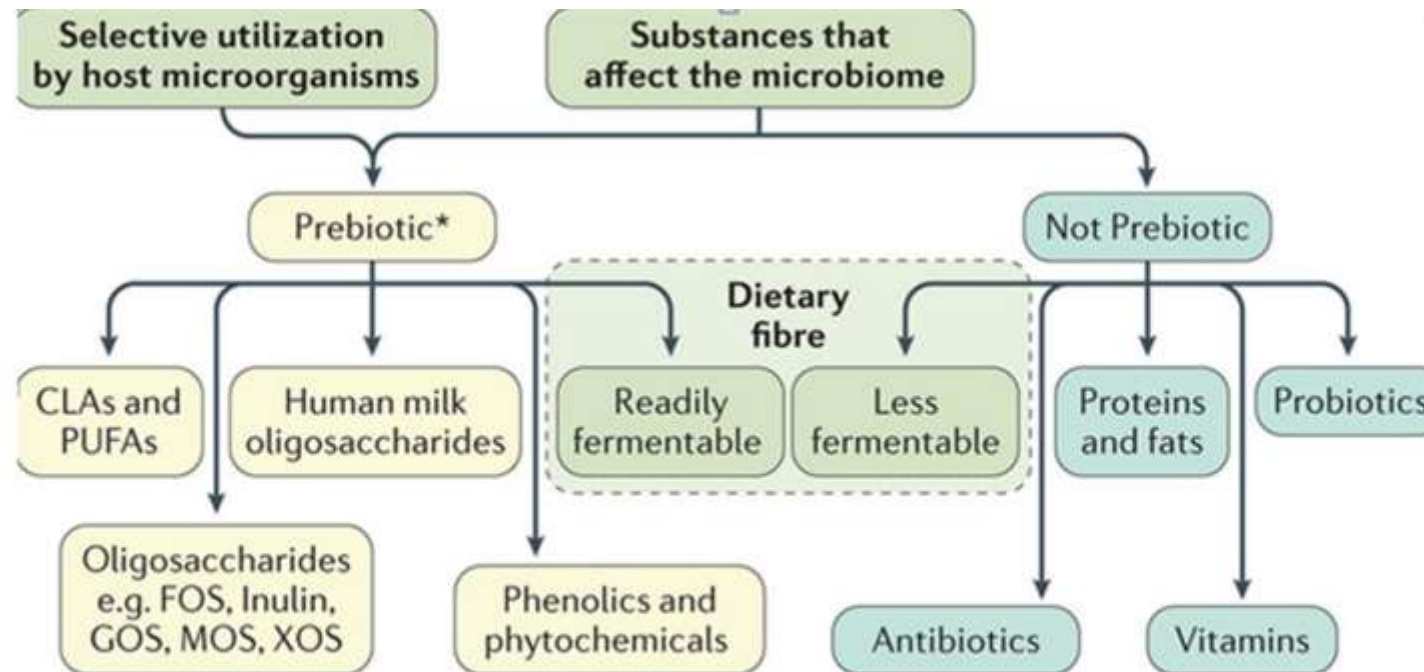 Selective utilization
by host microorganisms
Substances that
affect the microbiome
Prebiotic*
Not Prebiotic
Dietary
fibre
CLAs and
PUFAs
Human milk
oligosaccharides
Readily
fermentable
Less
fermentable
Proteins
and fats
Probiotics
Oligosaccharides
e.g. FOS, Inulin,
GOS, MOS, XOS
Phenolics and
phytochemicals
Antibiotics
Vitamins